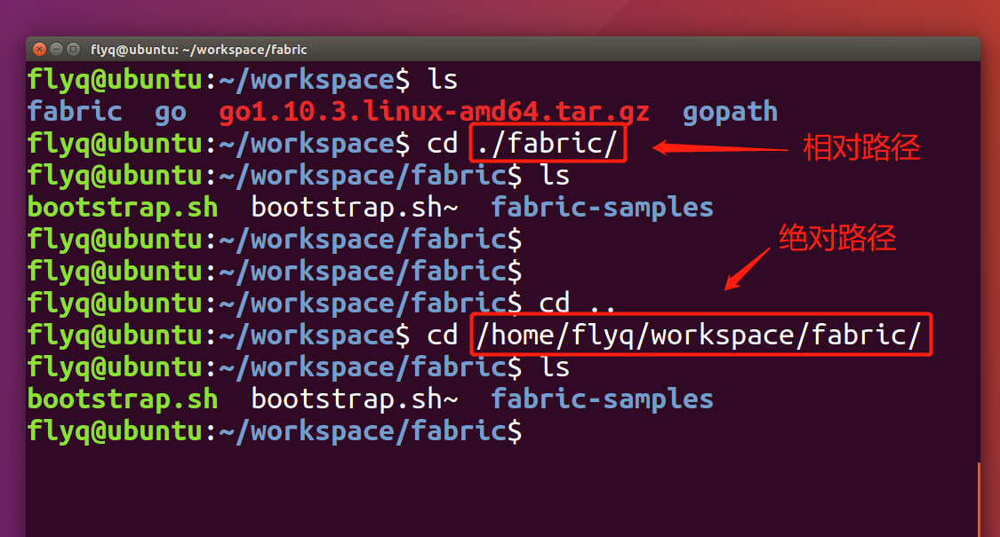 flyq@ubuntu: ~/workspace/fabric
flyq@ubuntu:~/workspace$ ls
fabric  go  go1.10.3.linux-amd64.tar.gz  gopath
flyq@ubuntu:~/workspace$ cd ./fabric/
相对路径
flyq@ubuntu:~/workspace/fabric$ ls
bootstrap.sh  bootstrap.sh~  fabric-samples
flyq@ubuntu:~/workspace/fabric$
绝对路径
flyq@ubuntu:~/workspace/fabric$
flyq@ubuntu:~/workspace/fabric$ cd ..
flyq@ubuntu:~/workspace$ cd /home/flyq/workspace/fabric/
flyq@ubuntu:~/workspace/fabric$ ls
bootstrap.sh  bootstrap.sh~  fabric-samples
flyq@ubuntu:~/workspace/fabric$